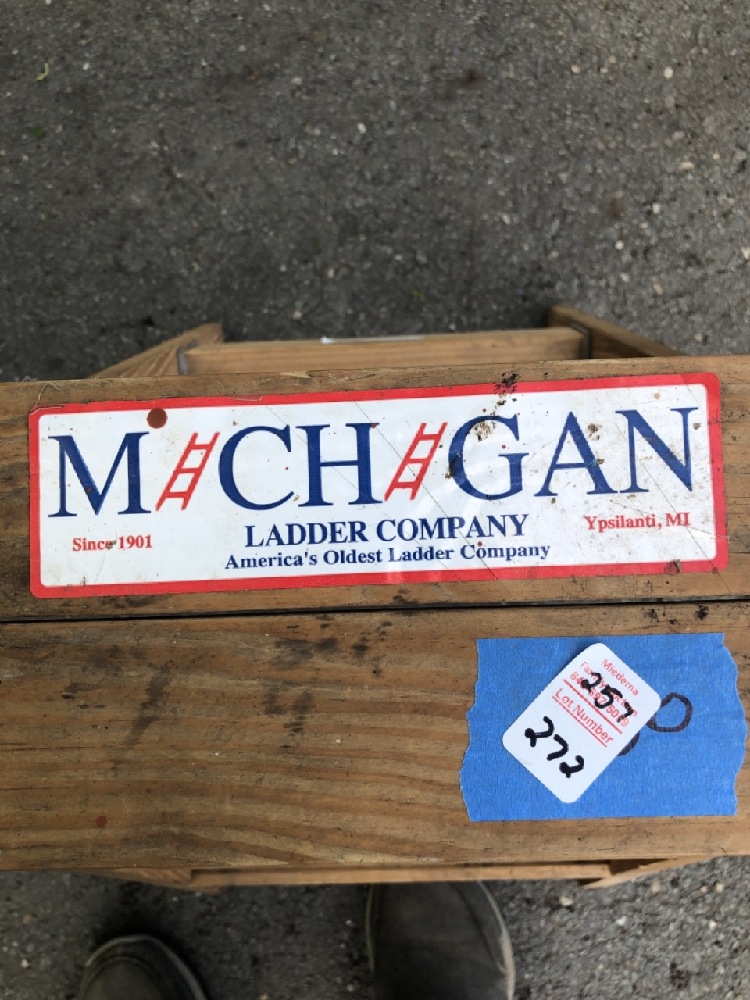 MICHIGAN
LADDER COMPANY
Since 1901
Ypsilanti, MI
America's Oldest Ladder Company
Miedema
257
Lot Number
272